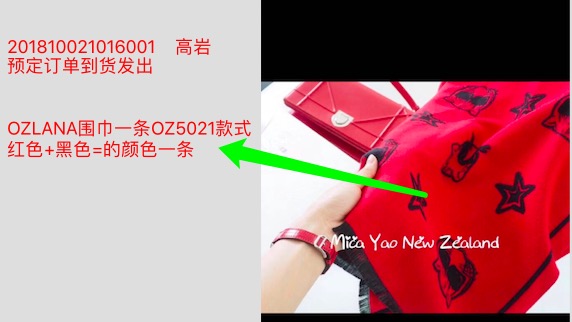 201810021016001 高岩
预定订单到货发出
OZLANA围巾一条OZ5021款式
红色+黑色=的颜色一条
@Mica Yao New Zealand